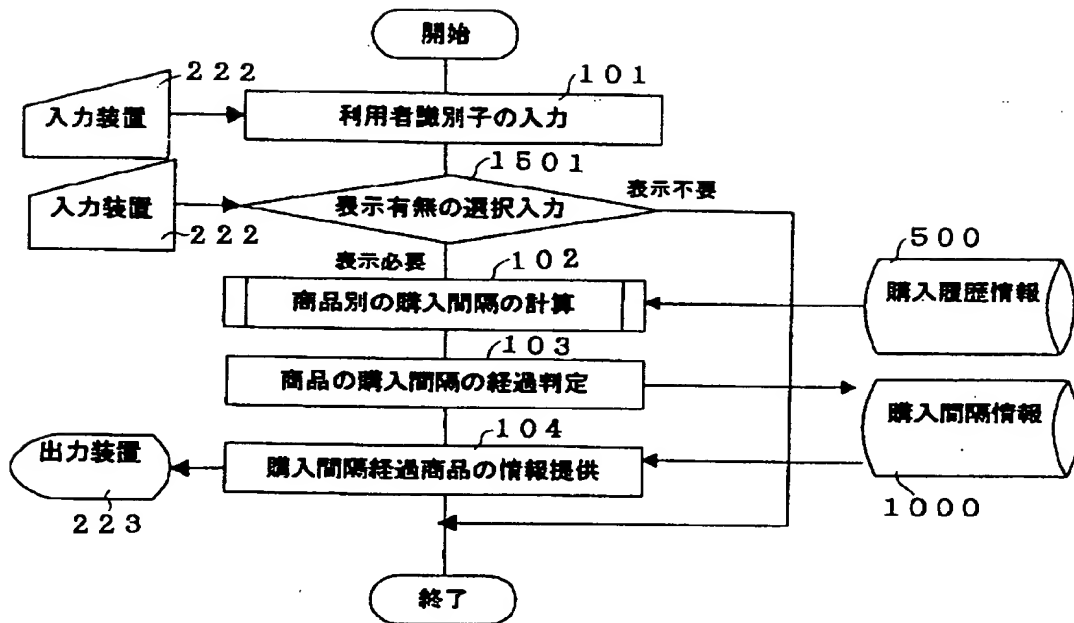 開始
222
101
入力装置
利用者識別子の入力
1501
入力装置
表示有無の選択入力
表示不要
222
表示必要
102
500
商品別の購入間隔の計算
購入履歴情報
103
商品の購入間隔の経過判定
購入間隔情報
104
出力装置
購入間隔経過商品の情報提供
223
1000
終了